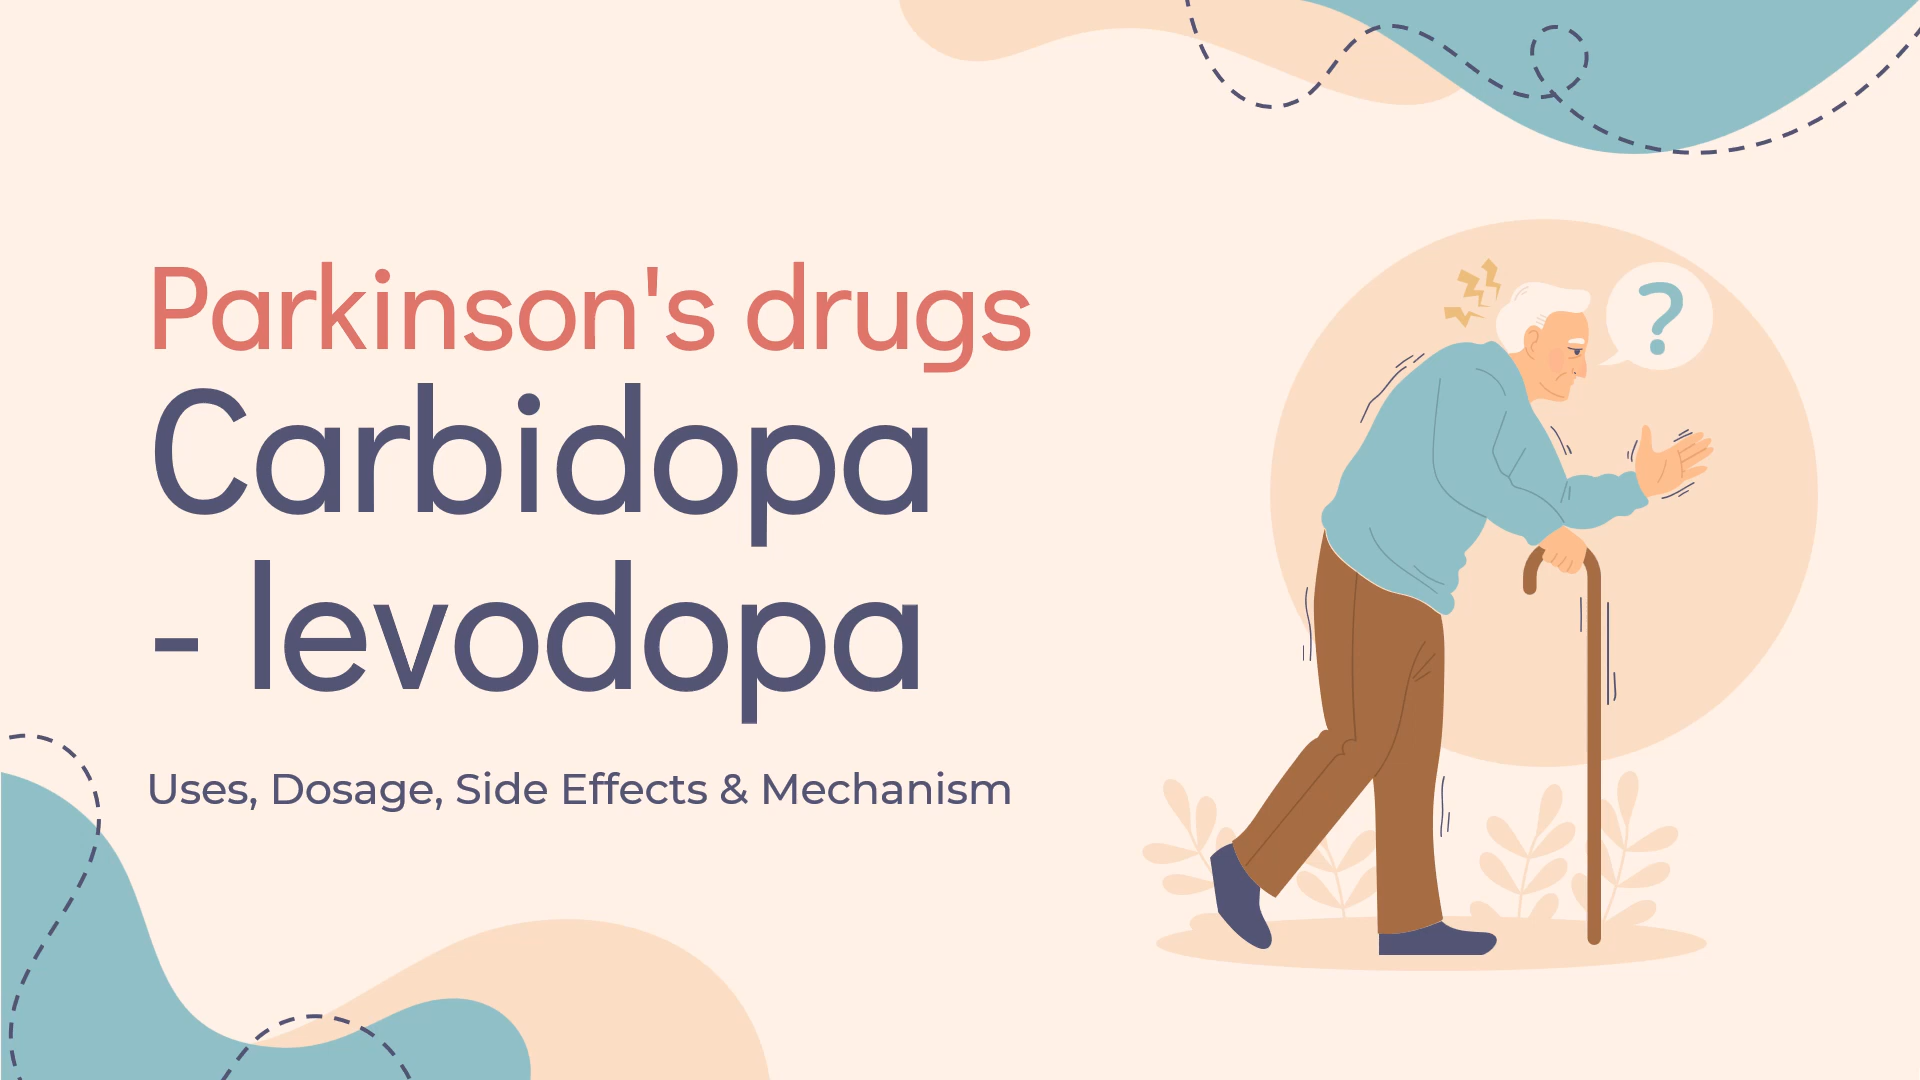 Parkinson's drugs
Carbidopa
- levodopa
Uses, Dosage, Side Effects & Mechanism
?